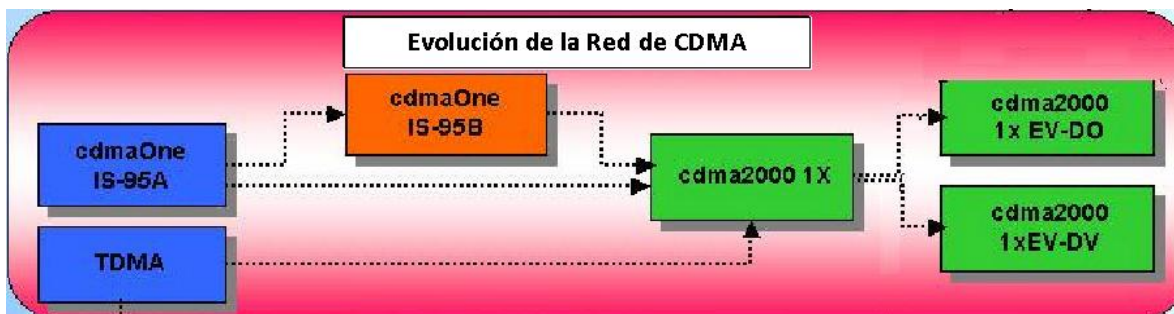 Evolución de la Red de CDMA
cdmaOne
IS-95B
cdmaOne
IS-95A
TDMA
cdma2000 1X
cdma2000
1x EV-DO
cdma2000
1xEV-DV